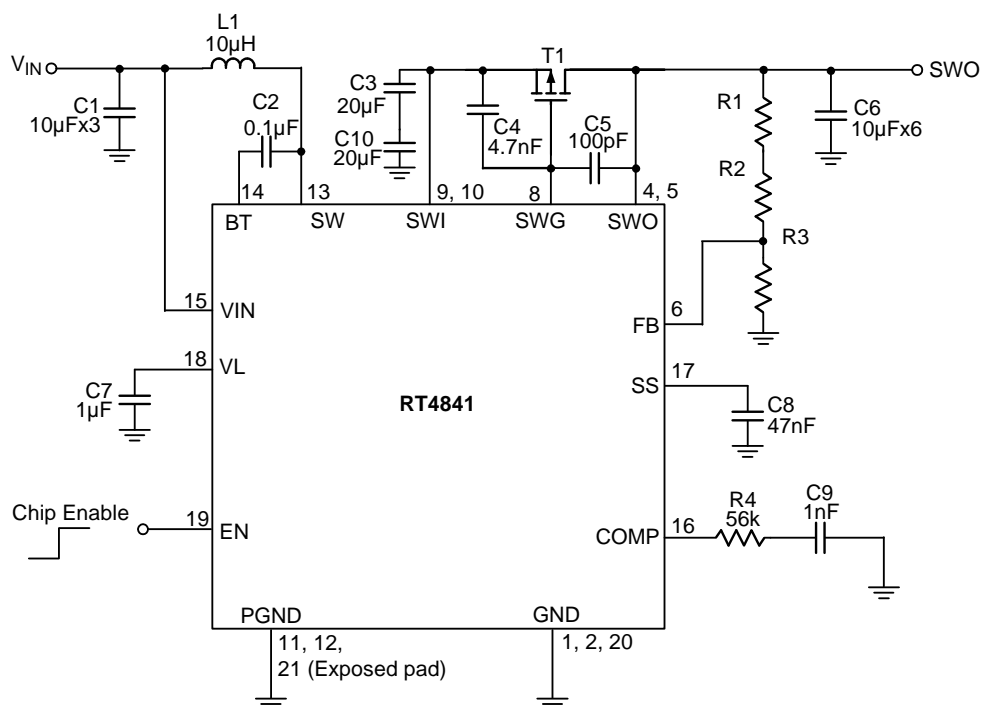 L1
10µH
VIN
C1
10µFx3
C2
0.1µF
C3
20µF
C10
20µF
C4
4.7nF
T1
C5
100pF
SWO
R1
C6
10µFx6
R2
R3
14
13
9, 10
8
4, 5
BT
SW
SWI
SWG
SWO
15
VIN
6
FB
18
VL
17
SS
C7
1µF
RT4841
C8
47nF
Chip Enable
19
EN
COMP
16
R4
56k
C9
1nF
PGND
GND
11, 12,
21 (Exposed pad)
1, 2, 20